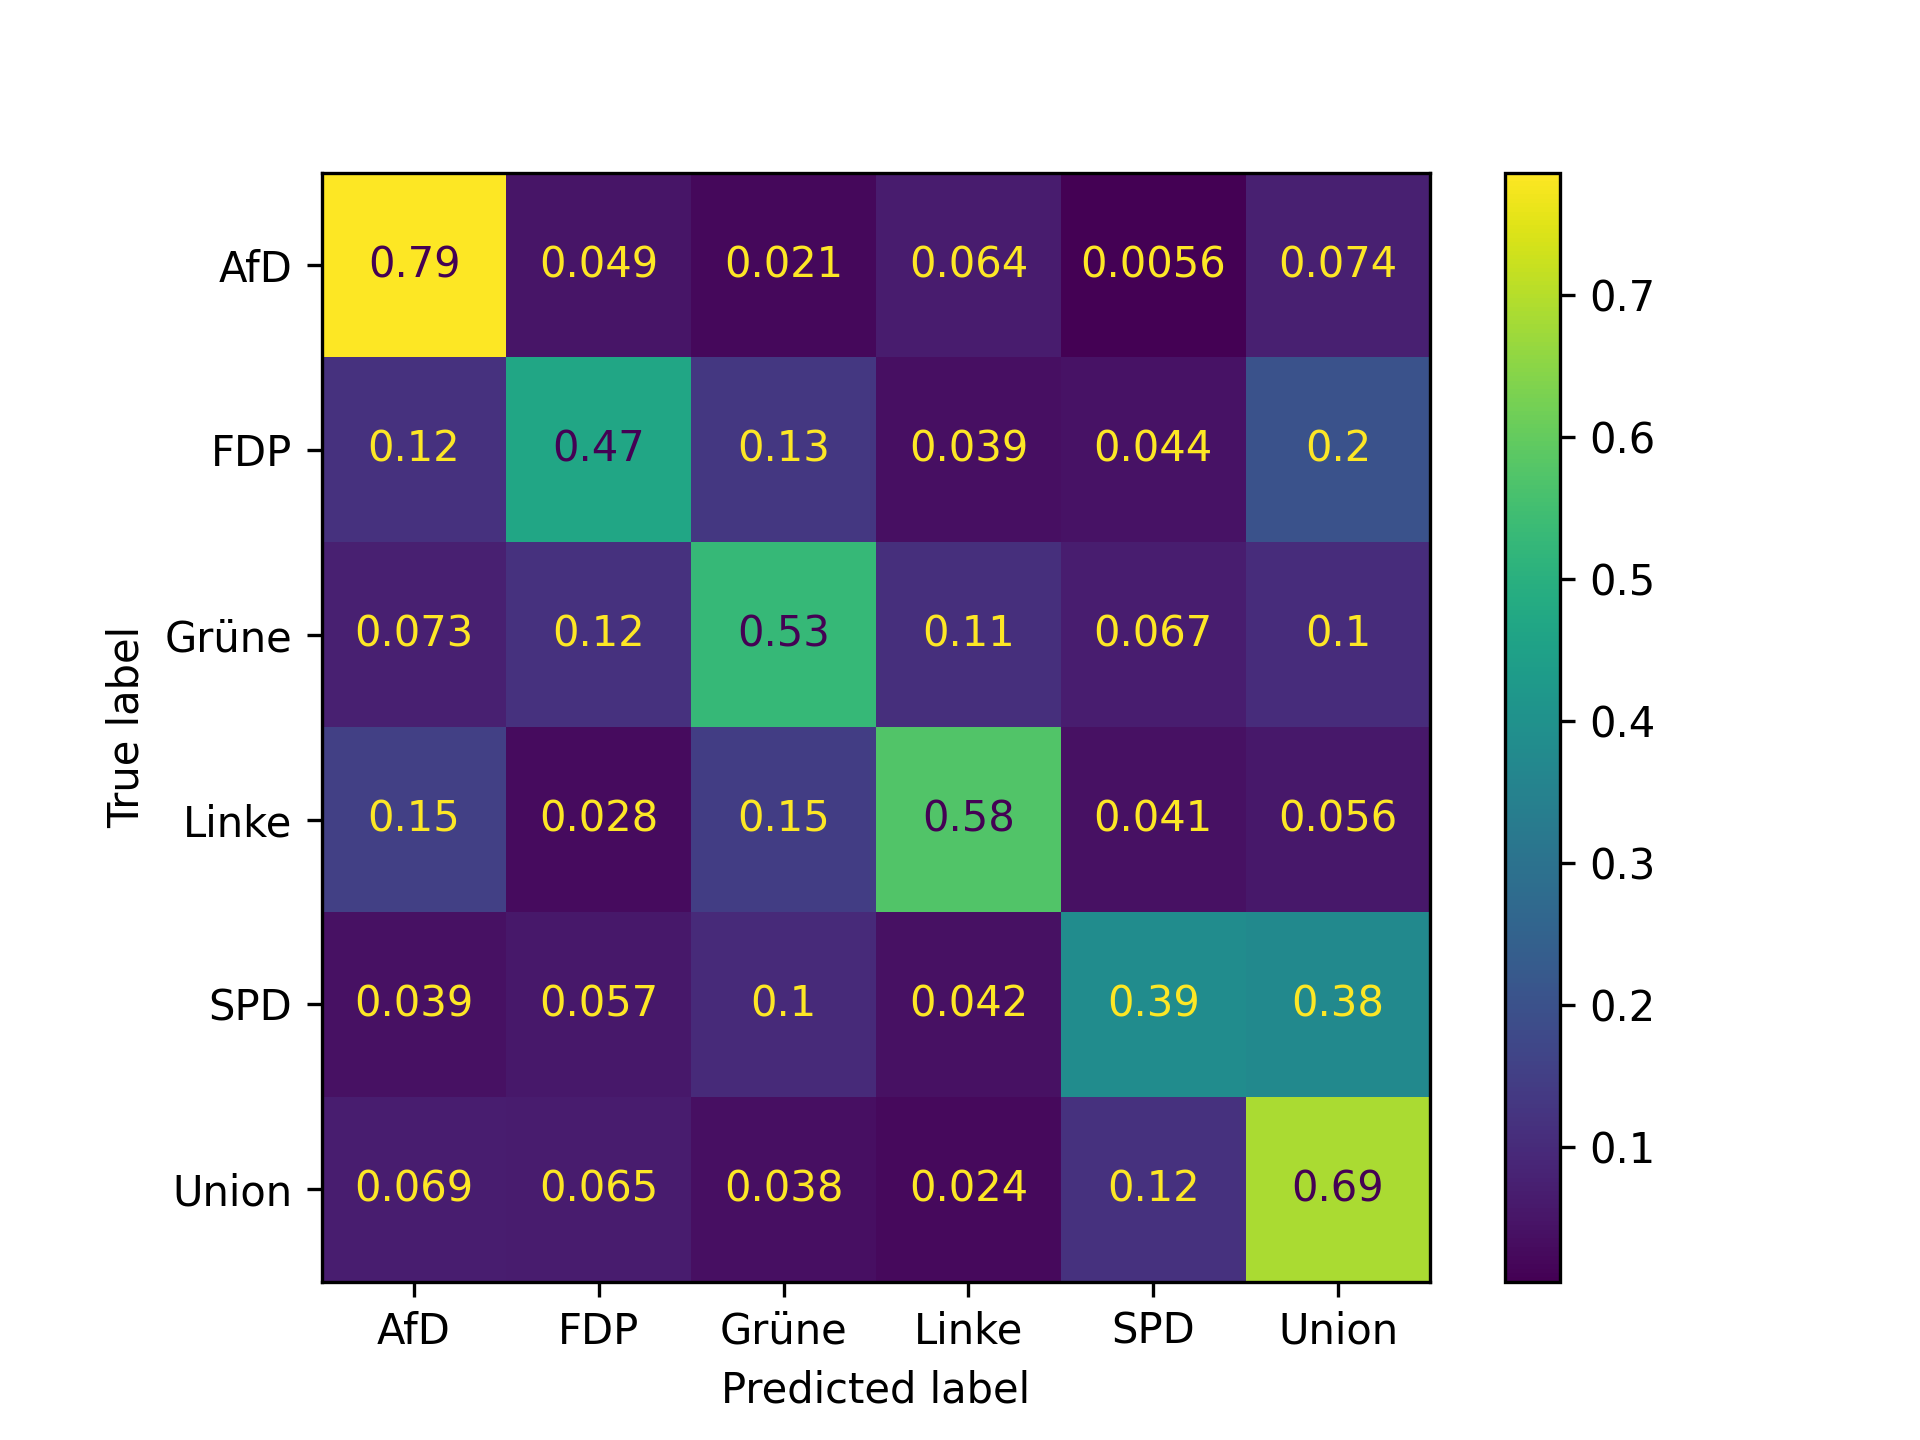 AfD 0.79 0.049 0.021 0.064 0.0056 0.074
FDP 0.12 0.47 0.13 0.039 0.044 0.2
Grüne 0.073 0.12 0.53 0.11 0.067 0.1
Linke 0.15 0.028 0.15 0.58 0.041 0.056
SPD 0.039 0.057 0.1 0.042 0.39 0.38
Union 0.069 0.065 0.038 0.024 0.12 0.69
True label
AfD FDP Grüne Linke SPD Union
Predicted label
0.7
0.6
0.5
0.4
0.3
0.2
0.1